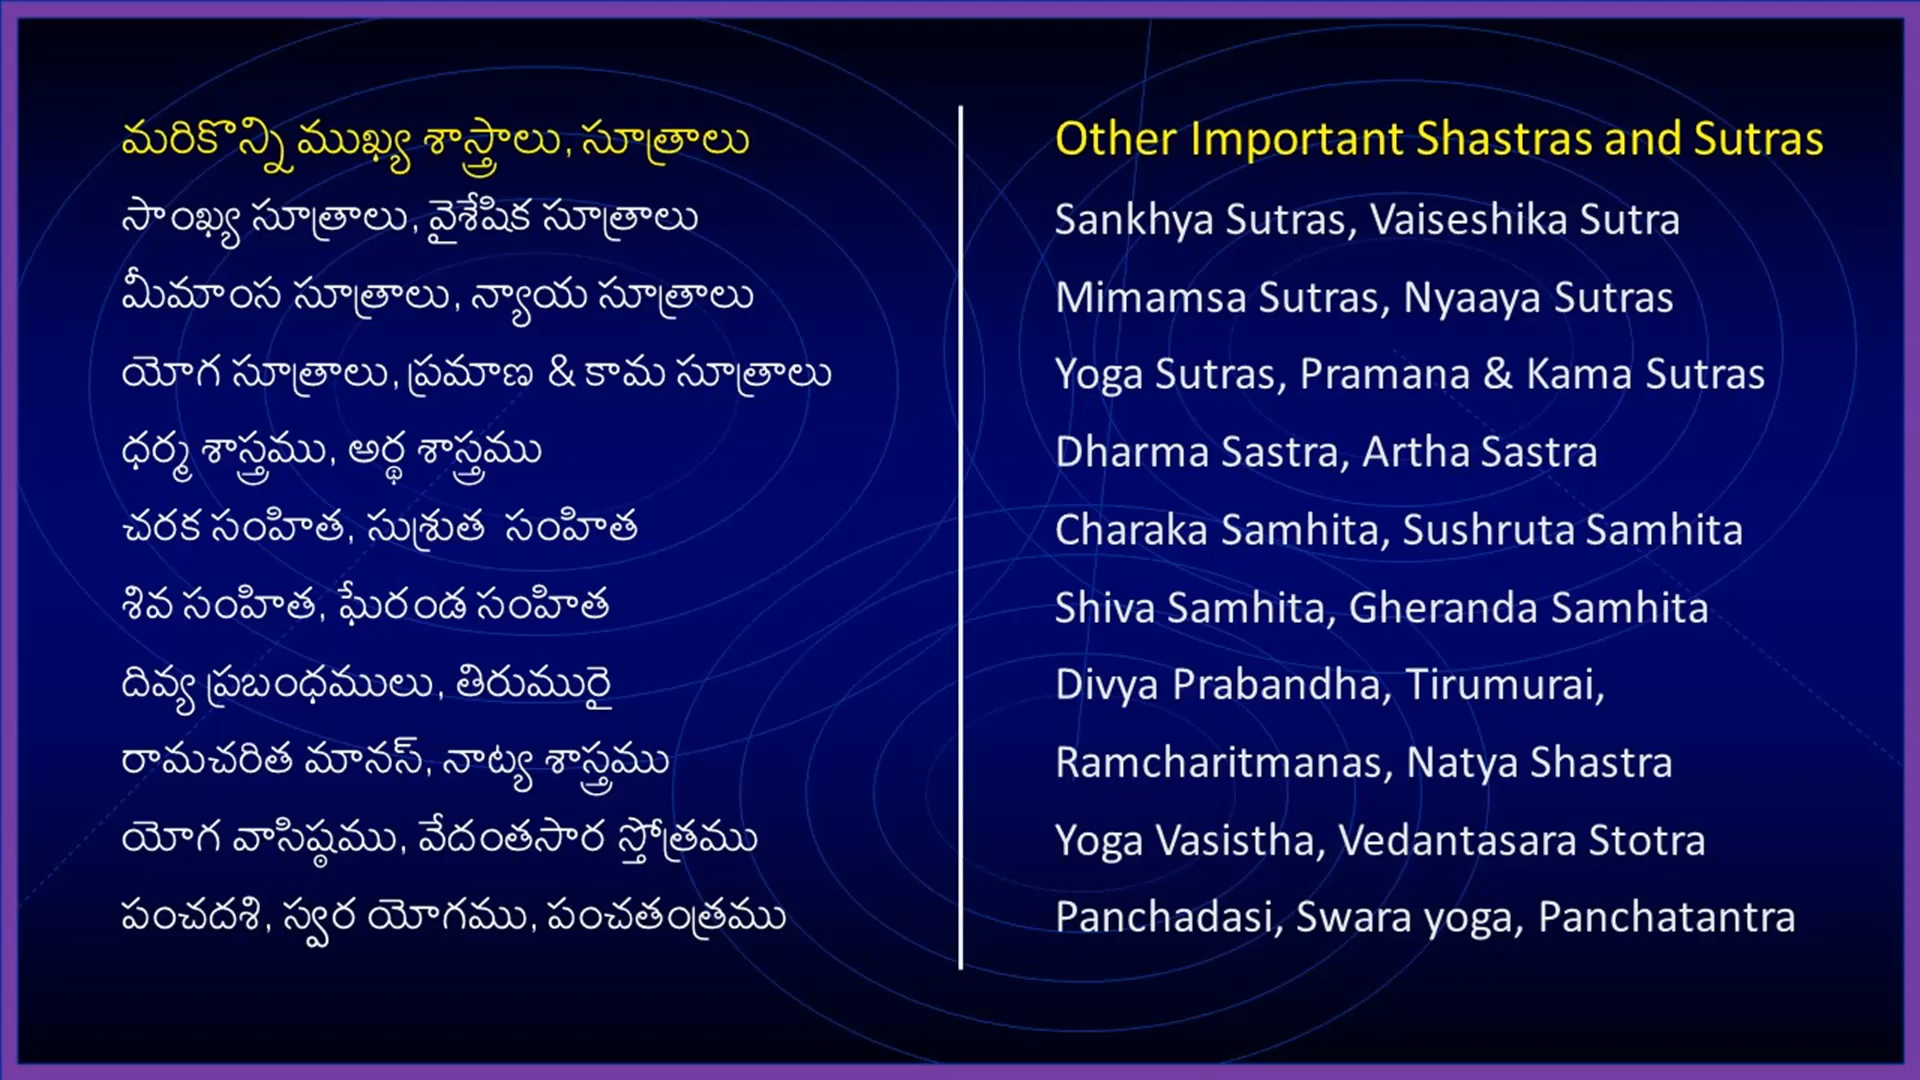 మరికొన్ని ముఖ్య శాస్త్రాలు, సూత్రాలు
సాంఖ్య సూత్రాలు, వైశేషిక సూత్రాలు
మీమాంస సూత్రాలు, న్యాయ సూత్రాలు
యోగ సూత్రాలు, ప్రమాణ & కామ సూత్రాలు
ధర్మ శాస్త్రము, అర్థ శాస్త్రము
చరక సంహిత, సుశ్రుత సంహిత
శివ సంహిత, ఘేరండ సంహిత
దివ్య ప్రబంధములు, తిరుమురై
రామచరిత మానస్, నాట్య శాస్త్రము
యోగ వాసిష్ఠము, వేదంతసార స్తోత్రము
పంచదశి, స్వర యోగము, పంచతంత్రము
Other Important Shastras and Sutras
Sankhya Sutras, Vaiseshika Sutra
Mimamsa Sutras, Nyaaya Sutras
Yoga Sutras, Pramana & Kama Sutras
Dharma Sastra, Artha Sastra
Charaka Samhita, Sushruta Samhita
Shiva Samhita, Gheranda Samhita
Divya Prabandha, Tirumurai,
Ramcharitmanas, Natya Shastra
Yoga Vasistha, Vedantasara Stotra
Panchadasi, Swara yoga, Panchatantra